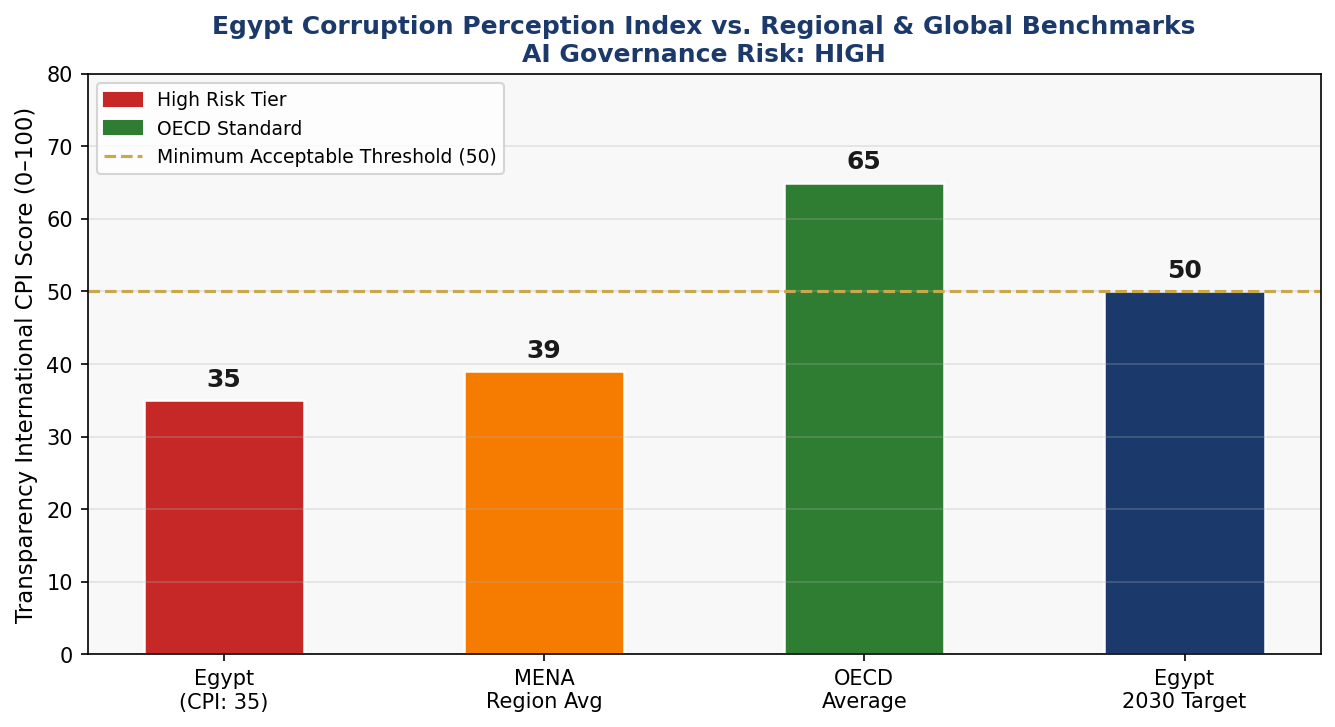 Egypt Corruption Perception Index vs. Regional & Global Benchmarks
AI Governance Risk: HIGH
Transparency International CPI Score (0–100)
80
70
60
50
40
30
20
10
0
High Risk Tier
OECD Standard
Minimum Acceptable Threshold (50)
35
39
65
50
Egypt
(CPI: 35)
MENA
Region Avg
OECD
Average
Egypt
2030 Target